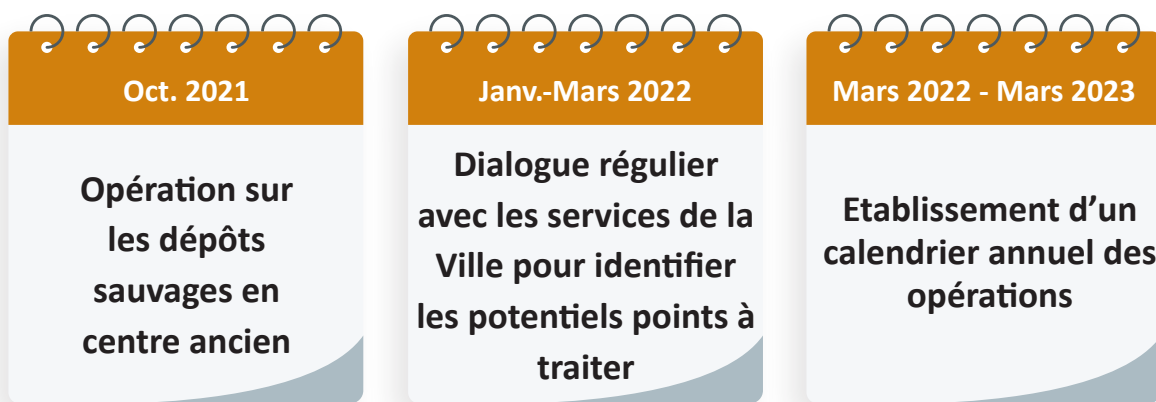 Oct. 2021
Opération sur
les dépôts
sauvages en
centre ancien
Janv.-Mars 2022
Dialogue régulier
avec les services de la
Ville pour identifier
les potentiels points à
traiter
Mars 2022 - Mars 2023
Etablissement d’un
calendrier annuel des
opérations